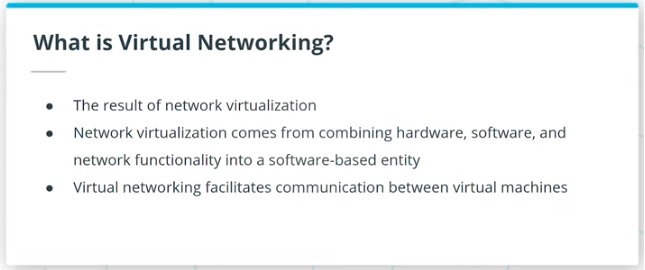 What is Virtual Networking?
● The result of network virtualization
● Network virtualization comes from combining hardware, software, and
network functionality into a software-based entity
● Virtual networking facilitates communication between virtual machines